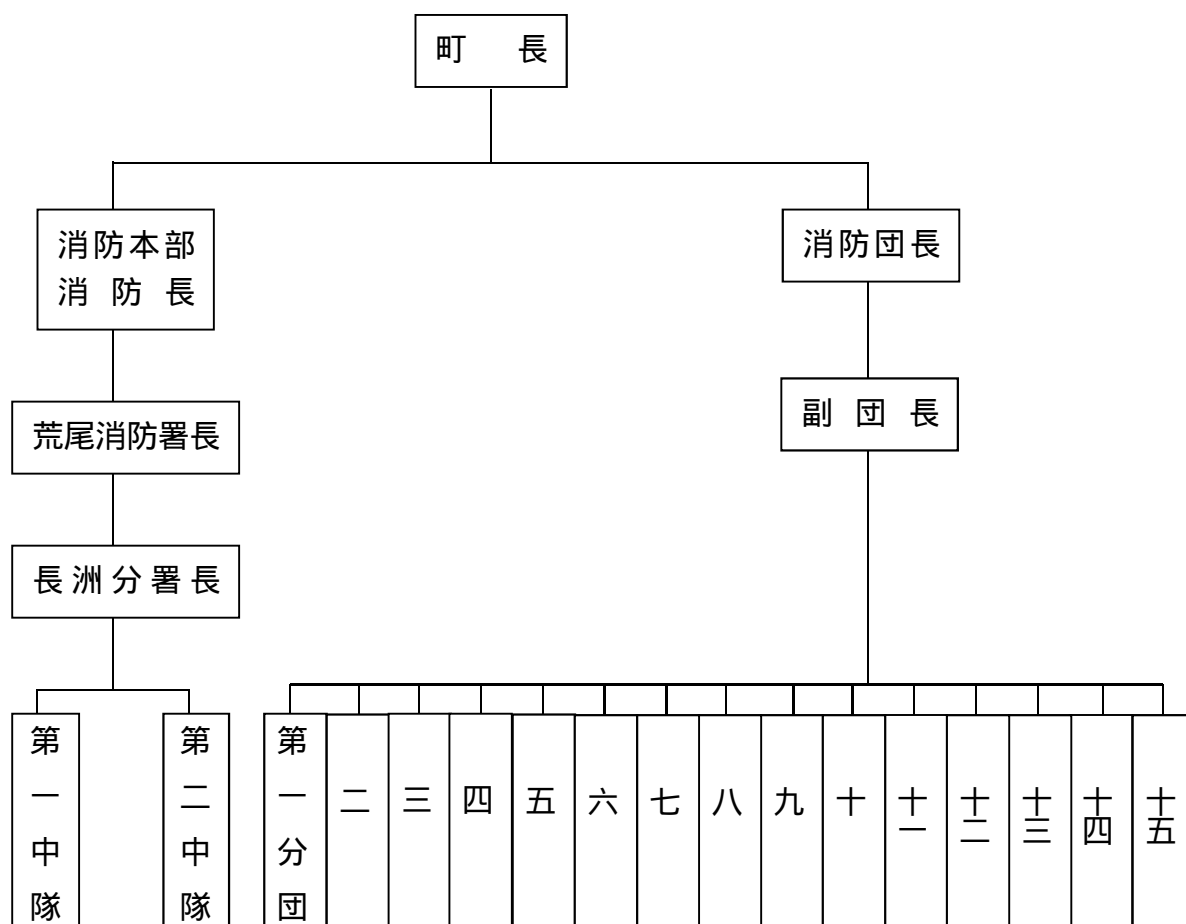 町 長
消防本部
消 防 長
消防団長
荒尾消防署長
副 団 長
長洲分署長
第一中隊
第二中隊
第一分団
二
三
四
五
六
七
八
九
十
十一
十二
十三
十四
十五